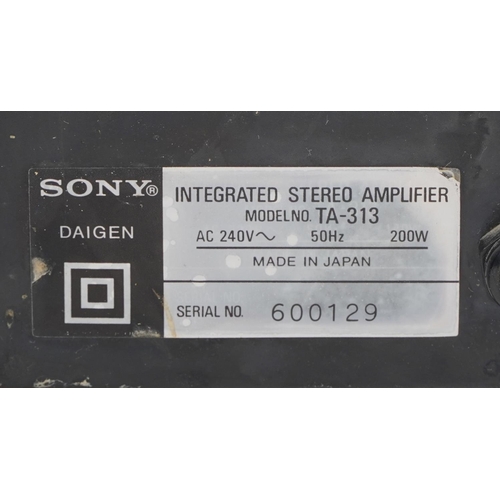 SONY®
DAIGEN
INTEGRATED STEREO AMPLIFIER
MODEL NO. TA-313
AC 240V～ 50Hz 200W
MADE IN JAPAN
SERIAL NO. 600129